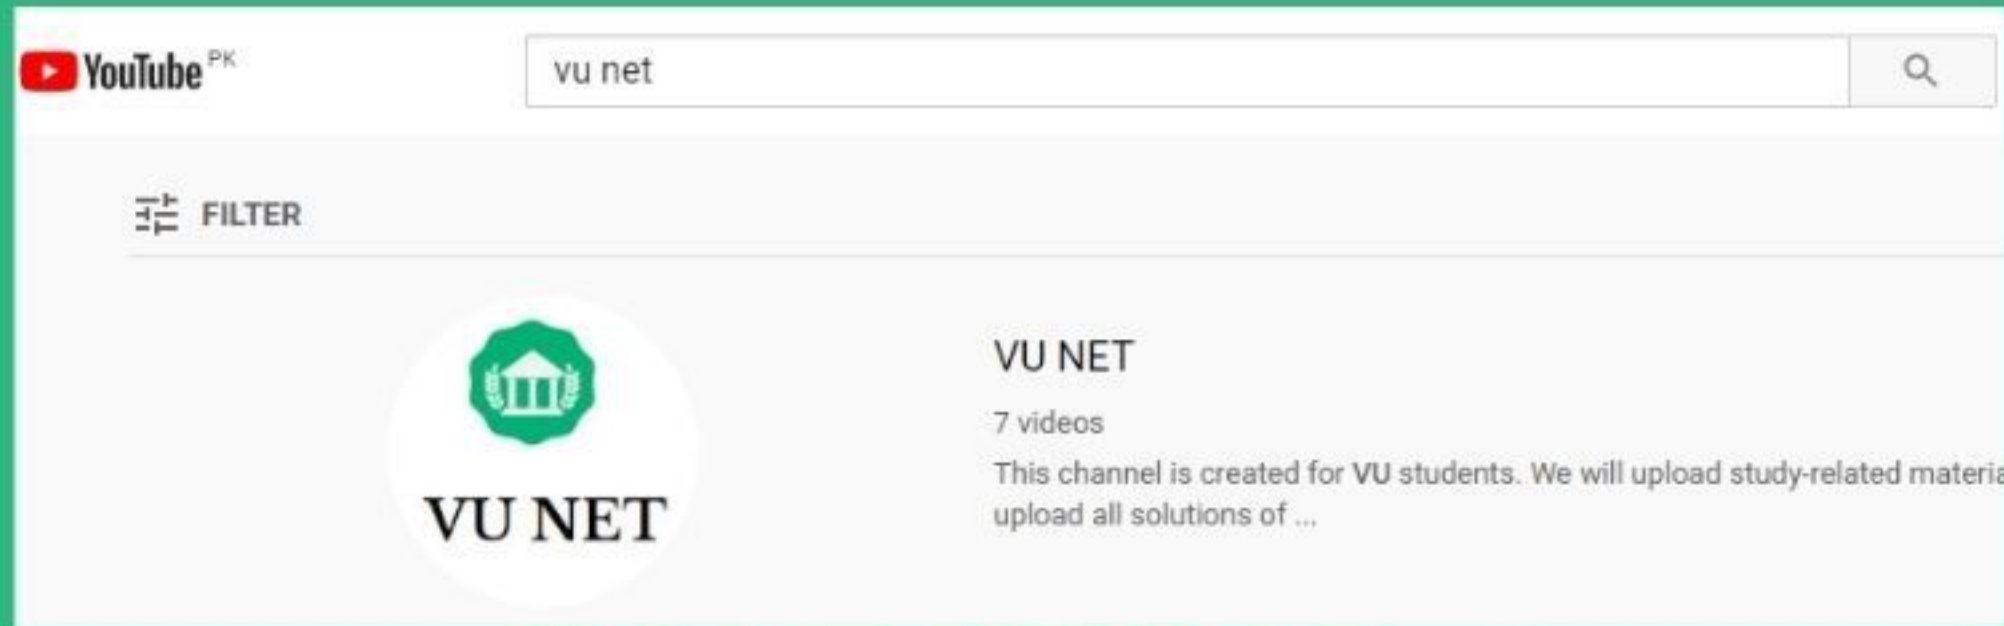 YouTube PK
vu net
FILTER
VU NET
VU NET
7 videos
This channel is created for VU students. We will upload study-related materia
upload all solutions of ...